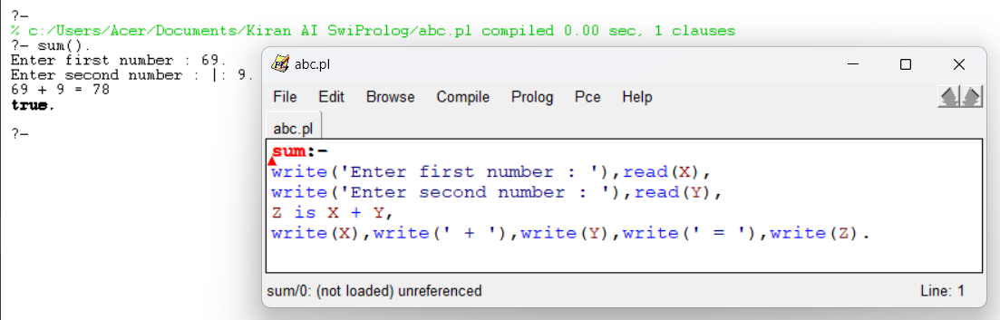 ?-
% c:/Users/Acer/Documents/Kiran AI SwiProlog/abc.pl compiled 0.00 sec, 1 clauses
?- sum().
Enter first number : 69.
Enter second number : |: 9.
69 + 9 = 78
true.
?-
abc.pl
File Edit Browse Compile Prolog Pce Help
abc.pl
sum:-
write('Enter first number : '),read(X),
write('Enter second number : '),read(Y),
Z is X + Y,
write(X),write(' + '),write(Y),write(' = '),write(Z).
sum/0: (not loaded) unreferenced
Line: 1